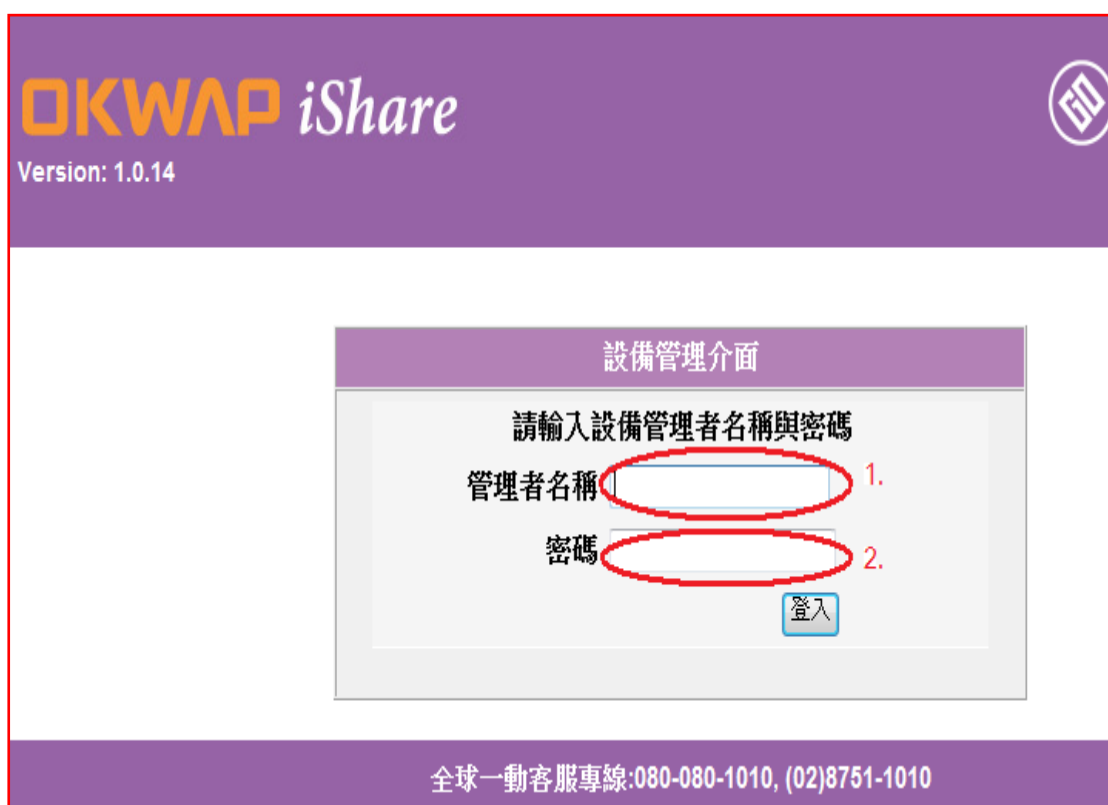 OKWAP iShare
Version: 1.0.14
設備管理介面
請輸入設備管理者名稱與密碼
管理者名稱
1.
密碼
2.
登入
全球一動客服專線:080-080-1010, (02)8751-1010